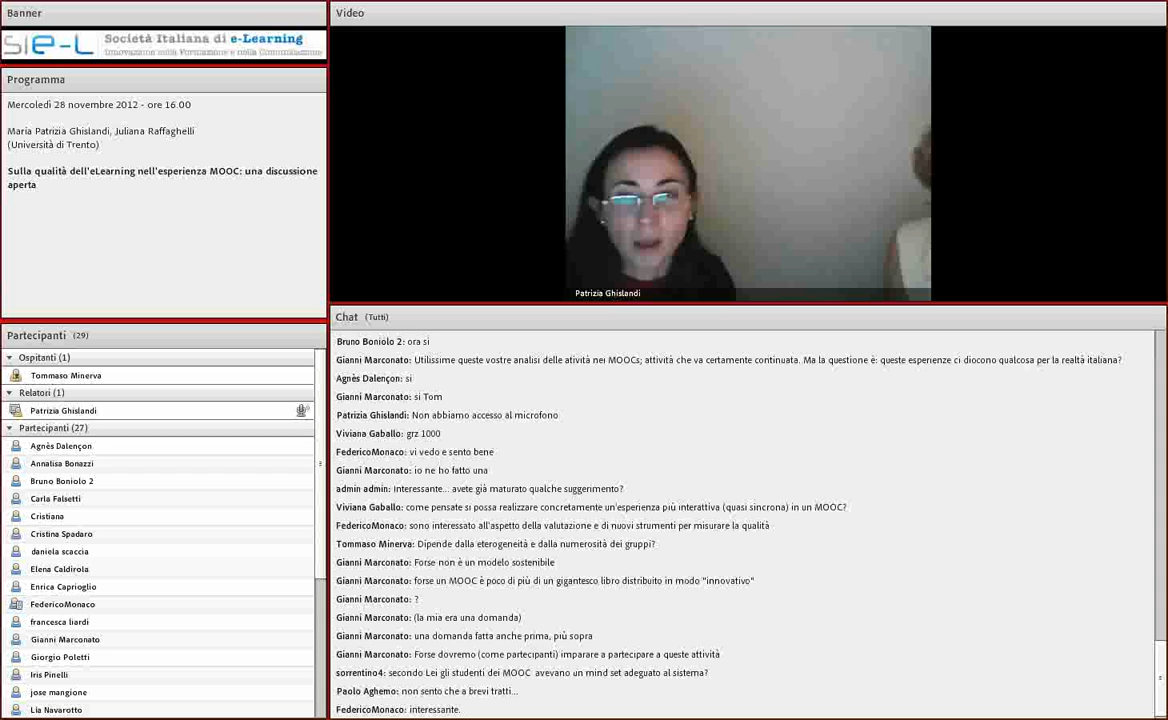 Banner
sie-L Società Italiana di e-Learning
Innovazione nella Formazione e nella Comunicazione
Programma
Mercoledì 28 novembre 2012 - ore 16.00
Maria Patrizia Ghislandi, Juliana Raffaghelli
(Università di Trento)
Sulla qualità dell'eLearning nell'esperienza MOOC: una discussione
aperta
Partecipanti (29)
Ospitanti (1)
Tommaso Minerva
Relatori (1)
Patrizia Ghislandi
Partecipanti (27)
Agnès Dalençon
Annalisa Bonazzi
Bruno Boniolo 2
Carla Falsetti
Cristiana
Cristina Spadaro
daniela scaccia
Elena Caldirola
Enrica Caprioglio
FedericoMonaco
francesca liardi
Gianni Marconato
Giorgio Poletti
Iris Pinelli
jose mangione
Lia Navarotto
Video
Patrizia Ghislandi
Chat (Tutti)
Bruno Boniolo 2: ora si
Gianni Marconato: Utilissime queste vostre analisi delle atività nei MOOCs; attività che va certamente continuata. Ma la questione è: queste esperienze ci diocono qualcosa per la realtà italiana?
Agnès Dalençon: si
Gianni Marconato: si Tom
Patrizia Ghislandi: Non abbiamo accesso al microfono
Viviana Gaballo: grz 1000
FedericoMonaco: vi vedo e sento bene
Gianni Marconato: io ne ho fatto una
admin admin: Interessante... avete già maturato qualche suggerimento?
Viviana Gaballo: come pensate si possa realizzare concretamente un'esperienza più interattiva (quasi sincrona) in un MOOC?
FedericoMonaco: sono interessato all'aspetto della valutazione e di nuovi strumenti per misurare la qualità
Tommaso Minerva: Dipende dalla eterogeneità e dalla numerosità dei gruppi?
Gianni Marconato: Forse non è un modelo sostenibile
Gianni Marconato: forse un MOOC è poco di più di un gigantesco libro distribuito in modo "innovativo"
Gianni Marconato: ?
Gianni Marconato: (la mia era una domanda)
Gianni Marconato: una domanda fatta anche prima, più sopra
Gianni Marconato: Forse dovremo (come partecipanti) imparare a partecipare a queste attività
sorrentino4: secondo Lei gli studenti dei MOOC avevano un mind set adeguato al sistema?
Paolo Aghemo: non sento che a brevi tratti...
FedericoMonaco: interessante.